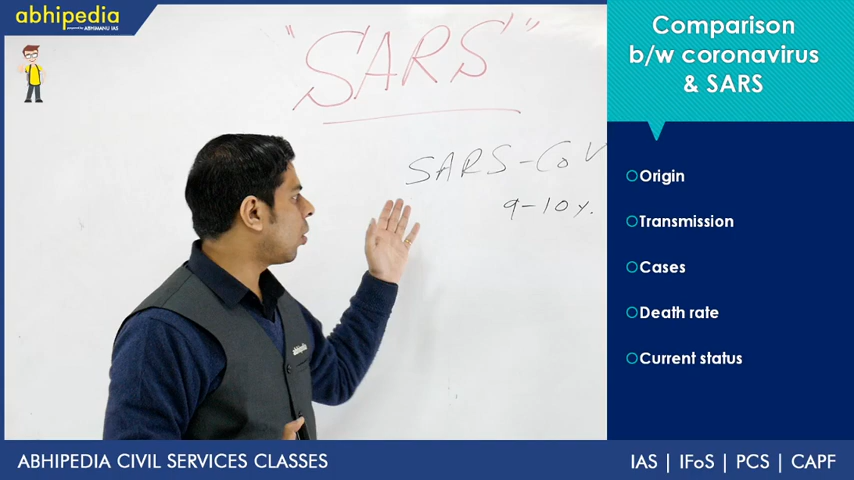 abhipedia
powered by ABHIMANU IAS
"SARS"
SARS-CoV
9-10%.
abhipedia
Comparison
b/w coronavirus
& SARS
Origin
Transmission
Cases
Death rate
Current status
ABHIPEDIA CIVIL SERVICES CLASSES
IAS | IFoS | PCS | CAPF